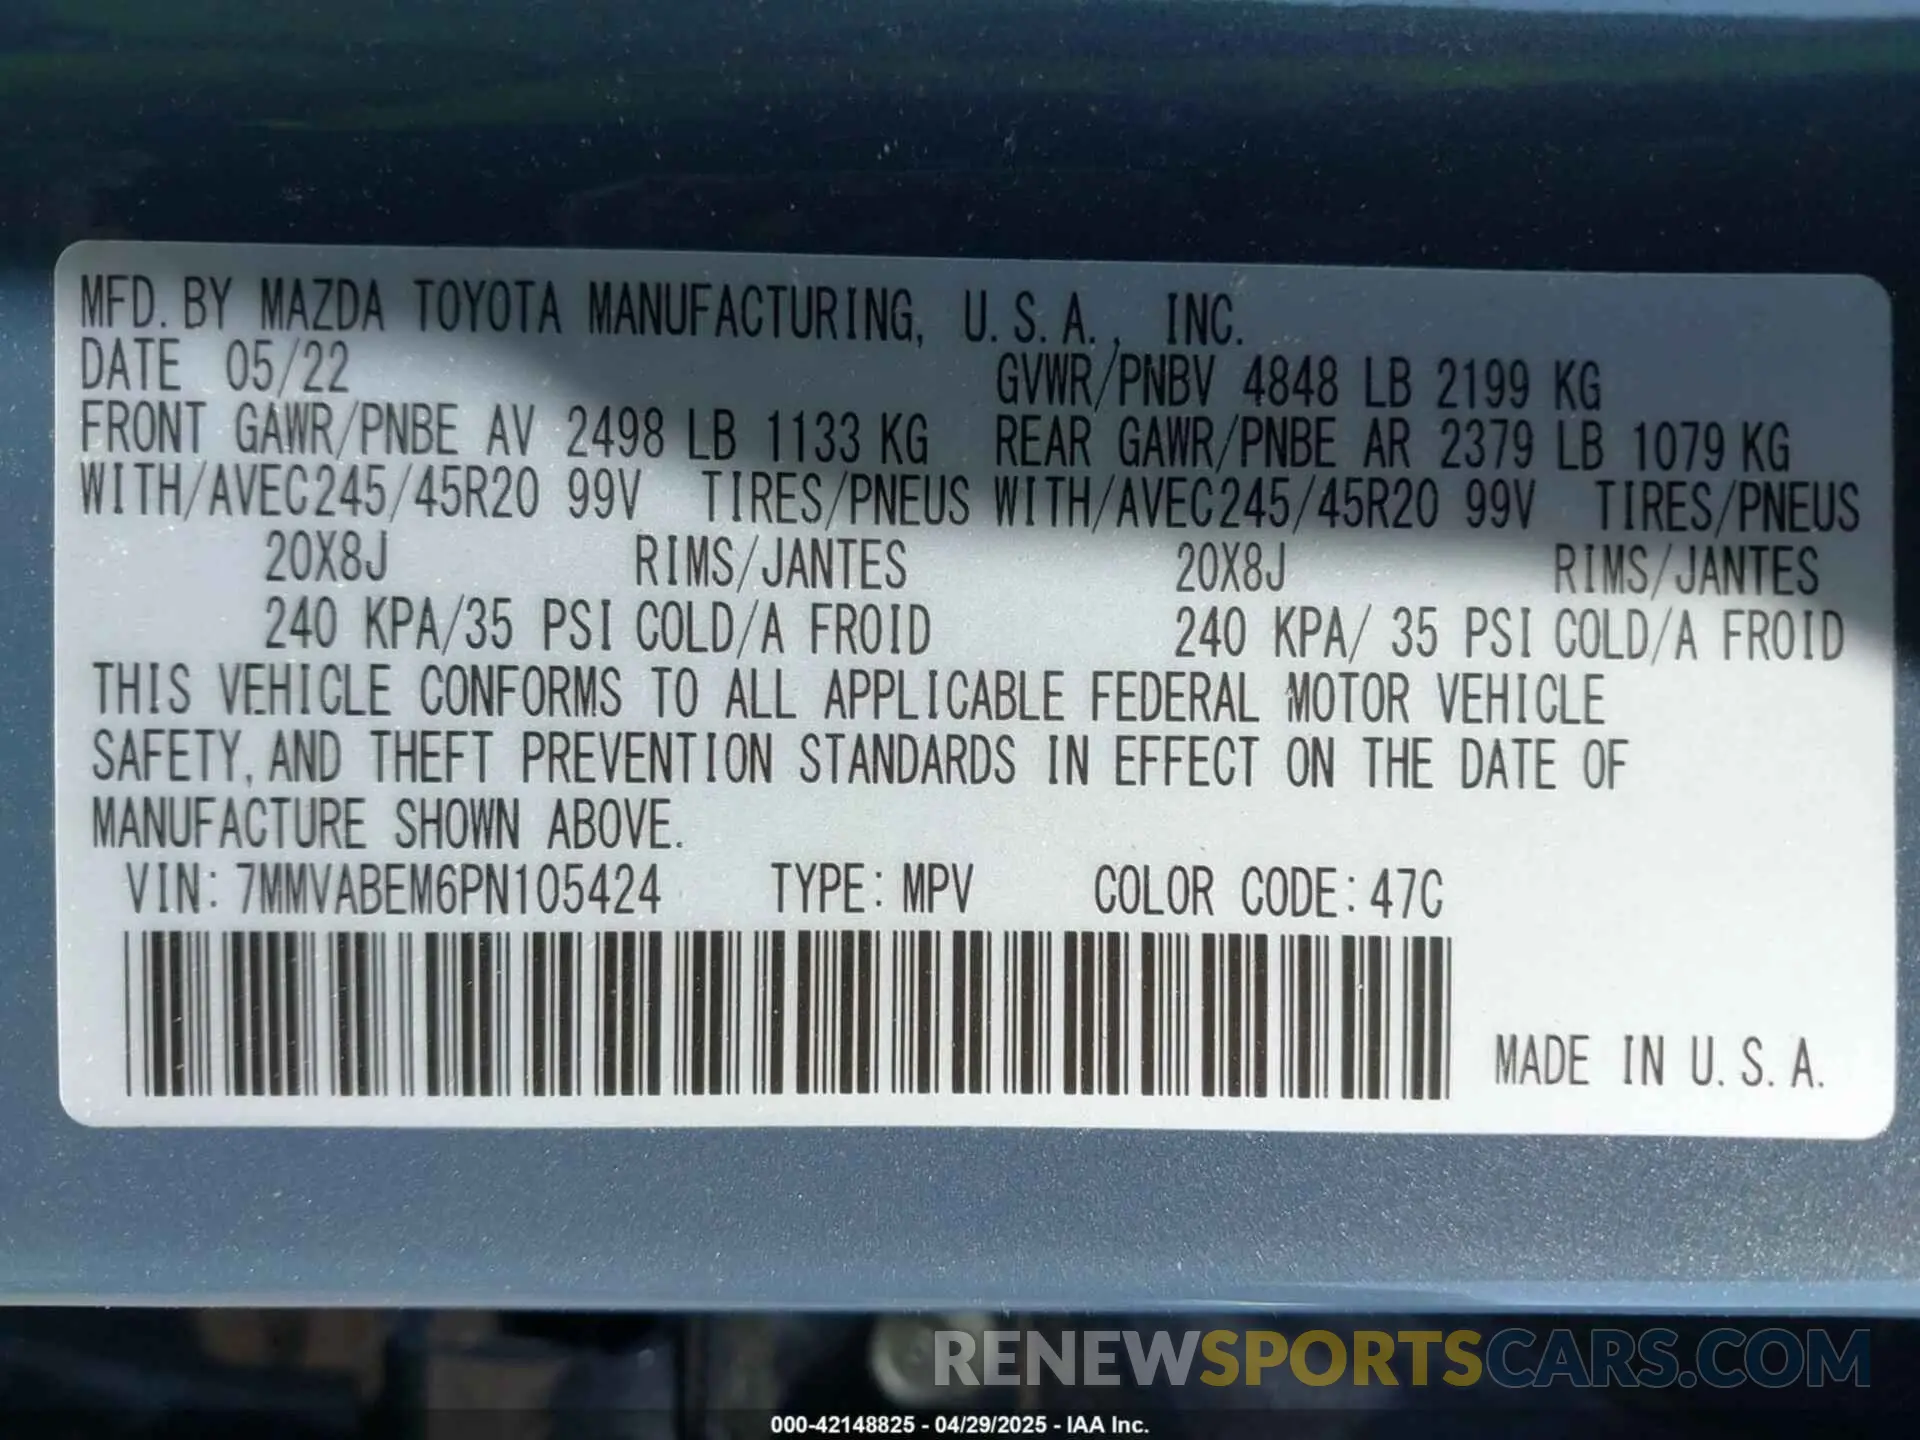 MFD. BY MAZDA TOYOTA MANUFACTURING, U.S.A., INC.
DATE 05/22 GVWR/PNBV 4848 LB 2199 KG
FRONT GAWR/PNBE AV 2498 LB 1133 KG REAR GAWR/PNBE AR 2379 LB 1079 KG
WITH/AVEC245/45R20 99V TIRES/PNEUS WITH/AVEC245/45R20 99V TIRES/PNEUS
20X8J RIMS/JANTES 20X8J RIMS/JANTES
240 KPA/35 PSI COLD/A FROID 240 KPA/ 35 PSI COLD/A FROID
THIS VEHICLE CONFORMS TO ALL APPLICABLE FEDERAL MOTOR VEHICLE
SAFETY, AND THEFT PREVENTION STANDARDS IN EFFECT ON THE DATE OF
MANUFACTURE SHOWN ABOVE.
VIN: 7MMVABEM6PN105424 TYPE: MPV COLOR CODE: 47C
MADE IN U.S.A.
RENEWSPORTSCARS.COM
000-42148825 - 04/29/2025 - IAA Inc.